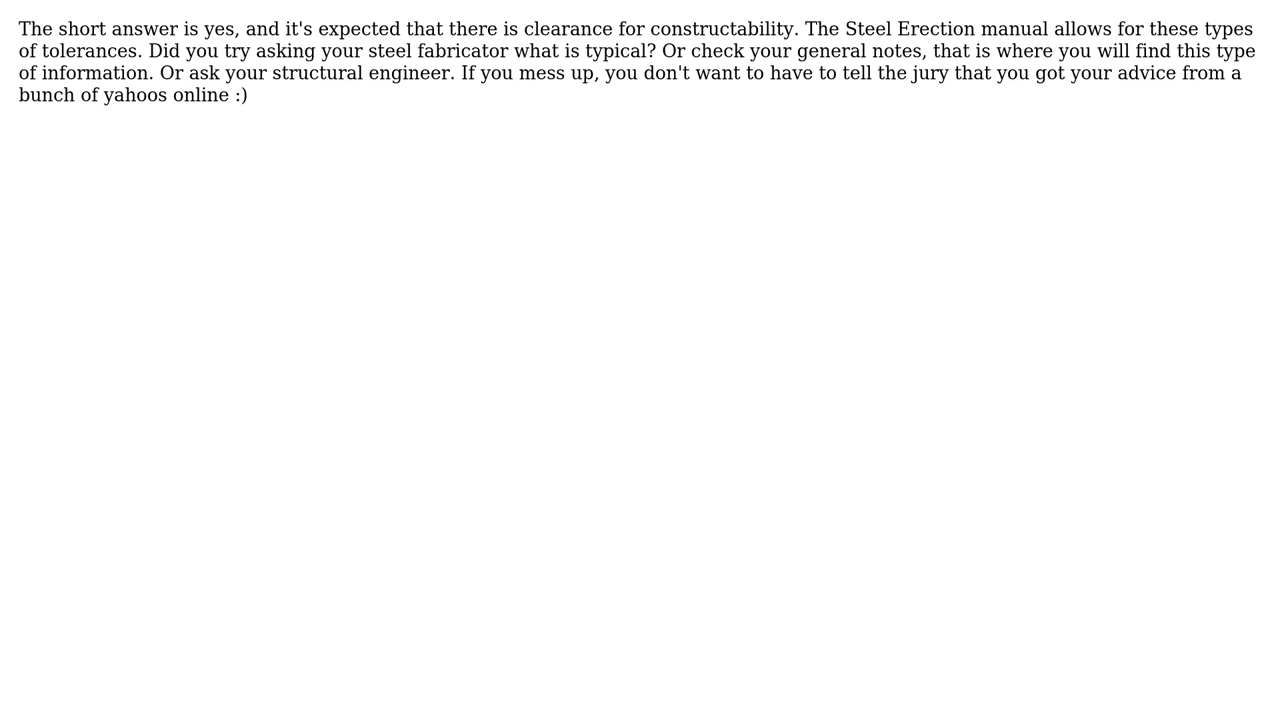 The short answer is yes, and it's expected that there is clearance for constructability. The Steel Erection manual allows for these types
of tolerances. Did you try asking your steel fabricator what is typical? Or check your general notes, that is where you will find this type
of information. Or ask your structural engineer. If you mess up, you don't want to have to tell the jury that you got your advice from a
bunch of yahoos online :)